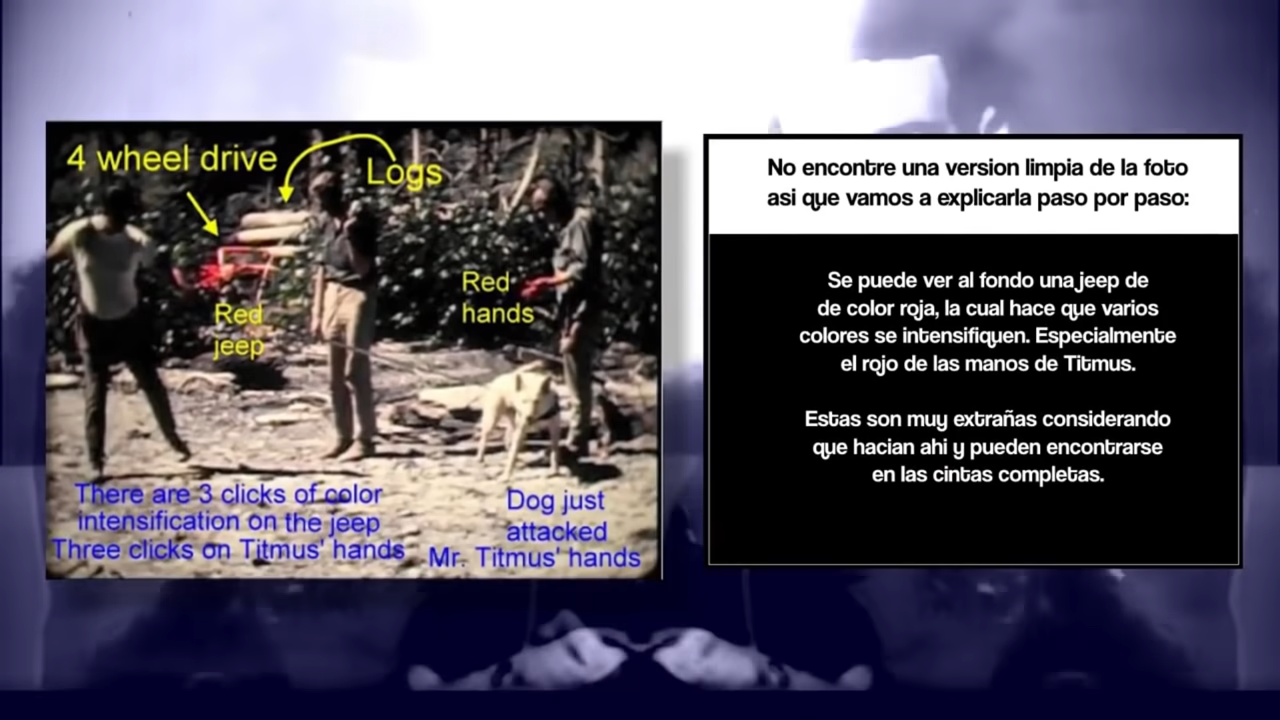 4 wheel drive
Logs
Red
jeep
Red
hands
There are 3 clicks of color
intensification on the jeep
Three clicks on Titmus' hands
Dog just
attacked
Mr. Titmus' hands
No encontre una version limpia de la foto
asi que vamos a explicarla paso por paso:
Se puede ver al fondo una jeep de
de color roja, la cual hace que varios
colores se intensifiquen. Especialmente
el rojo de las manos de Titmus.
Estas son muy extrañas considerando
que hacian ahi y pueden encontrarse
en las cintas completas.